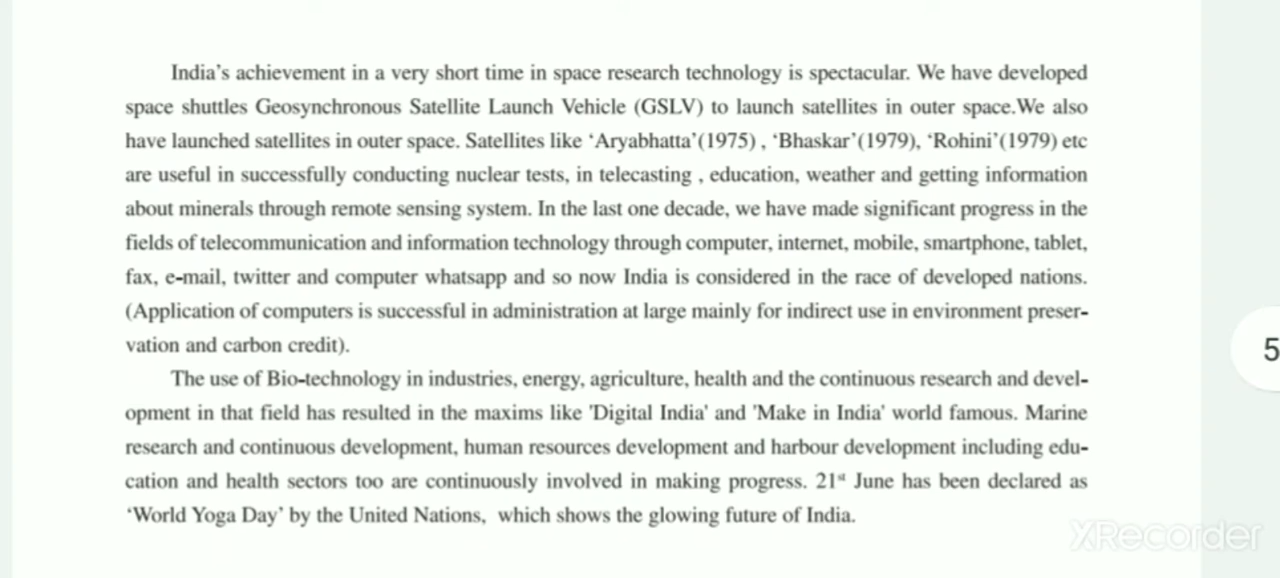 India's achievement in a very short time in space research technology is spectacular. We have developed
space shuttles Geosynchronous Satellite Launch Vehicle (GSLV) to launch satellites in outer space.We also
have launched satellites in outer space. Satellites like ‘Aryabhatta’(1975) , ‘Bhaskar’(1979), ‘Rohini’(1979) etc
are useful in successfully conducting nuclear tests, in telecasting , education, weather and getting information
about minerals through remote sensing system. In the last one decade, we have made significant progress in the
fields of telecommunication and information technology through computer, internet, mobile, smartphone, tablet,
fax, e-mail, twitter and computer whatsapp and so now India is considered in the race of developed nations.
(Application of computers is successful in administration at large mainly for indirect use in environment preser-
vation and carbon credit).
The use of Bio-technology in industries, energy, agriculture, health and the continuous research and devel-
opment in that field has resulted in the maxims like 'Digital India' and 'Make in India' world famous. Marine
research and continuous development, human resources development and harbour development including edu-
cation and health sectors too are continuously involved in making progress. 21st June has been declared as
‘World Yoga Day’ by the United Nations, which shows the glowing future of India.
5
XRecorder